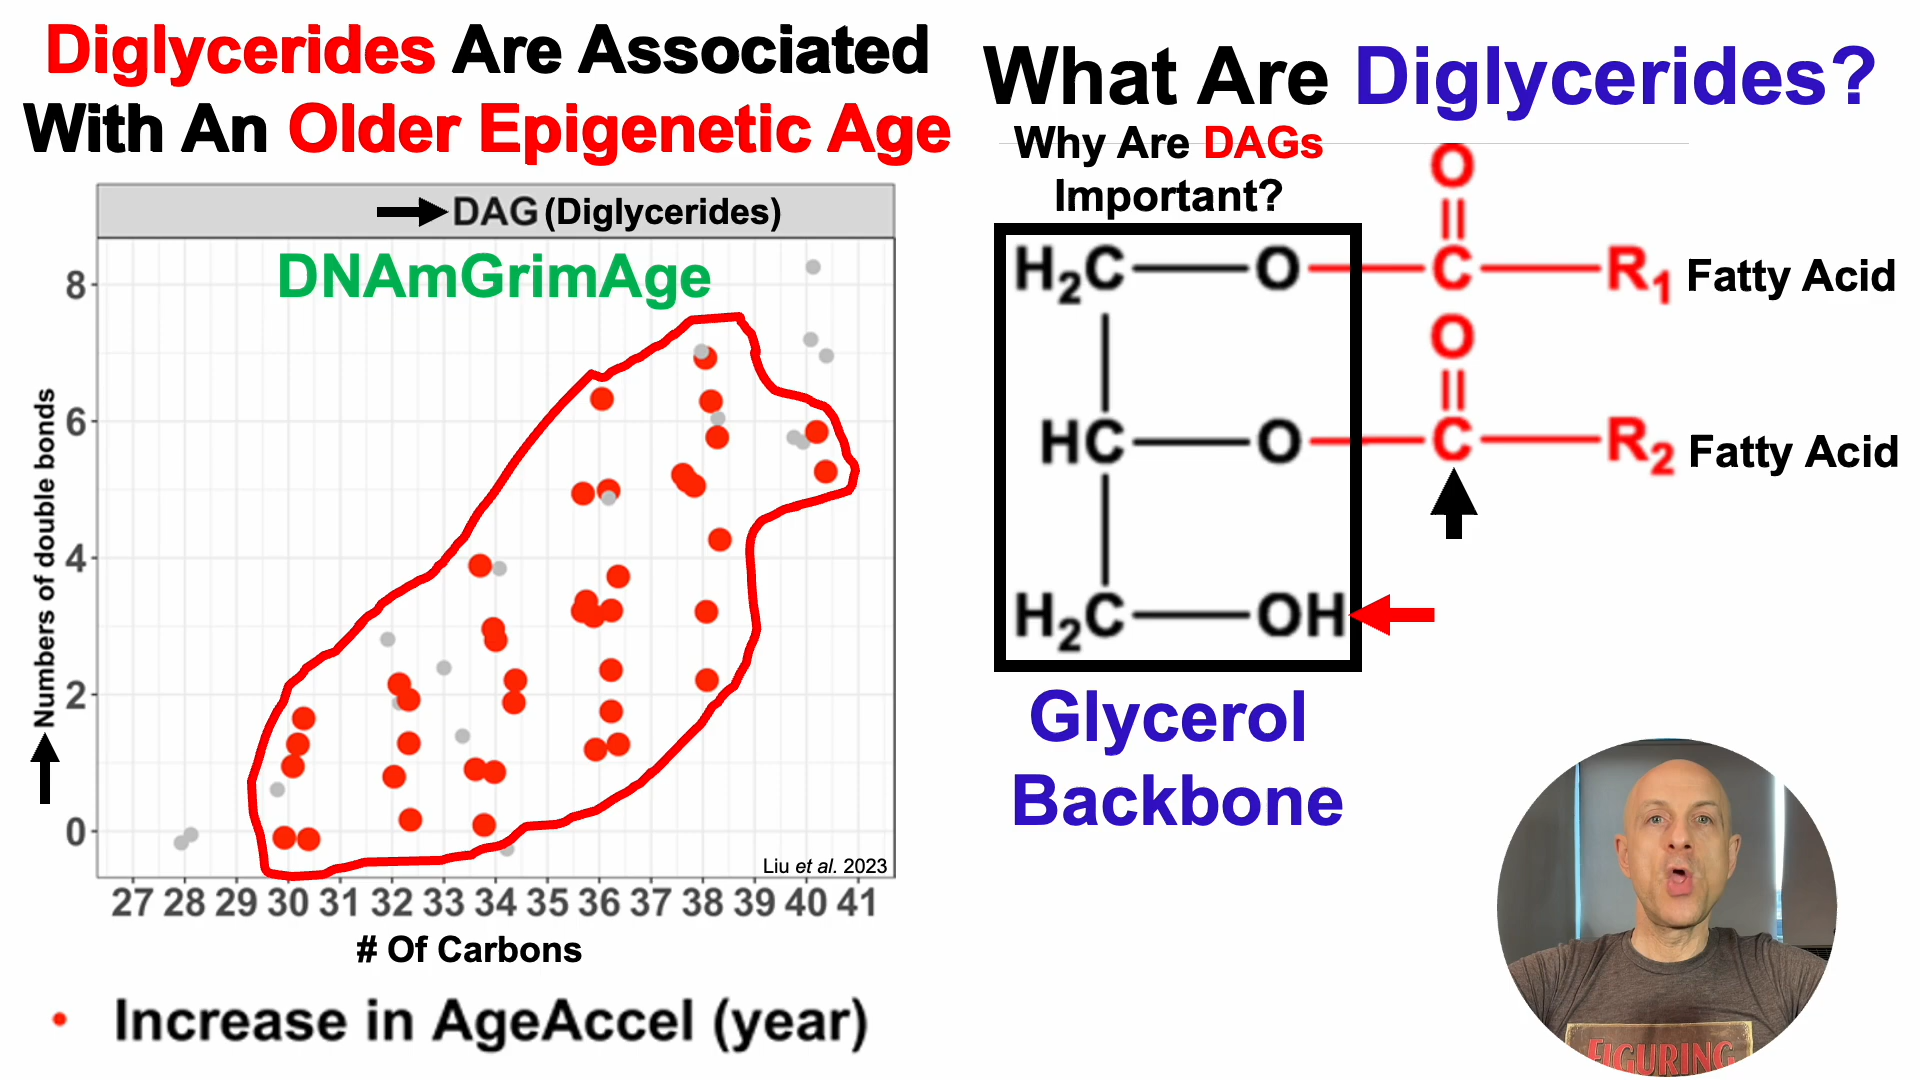 Diglycerides Are Associated
With An Older Epigenetic Age
DAG (Diglycerides)
DNAmGrimAge
Numbers of double bonds
8
6
4
2
0
Liu et al. 2023
27 28 29 30 31 32 33 34 35 36 37 38 39 40 41
# Of Carbons
• Increase in AgeAccel (year)
What Are Diglycerides?
Why Are DAGs
Important?
O
H₂C O C R₁ Fatty Acid
O
HC O C R₂ Fatty Acid
H₂C OH
Glycerol
Backbone
FIGURING